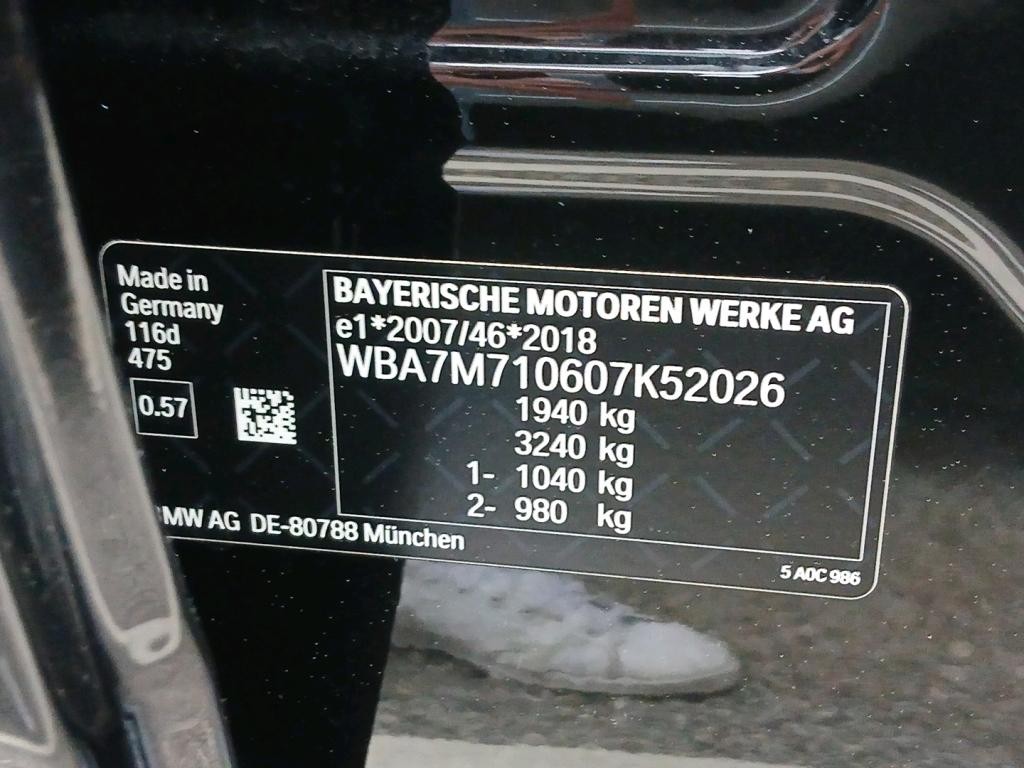 Made in
Germany
116d
475
0.57
BAYERISCHE MOTOREN WERKE AG
e1*2007/46*2018
WBA7M710607K52026
1940 kg
3240 kg
1- 1040 kg
2- 980 kg
BMW AG DE-80788 München
5 A0C 986